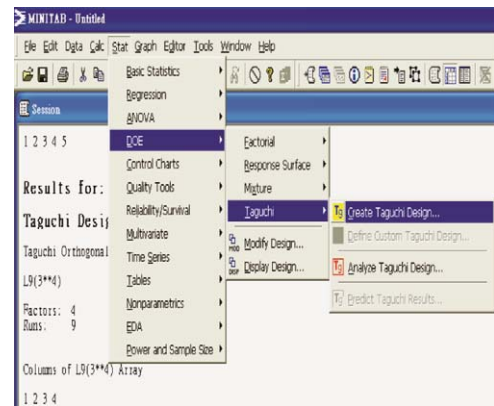 MINITAB - Untitled
File Edit Data Calc Stat Graph Editor Tools Window Help
Session
1 2 3 4 5
Results for:
Taguchi Desig
Taguchi Orthogonal
L9(3**4)
Factors: 4
Runs: 9
Columns of L9(3**4) Array
1 2 3 4
Basic Statistics
Regression
ANOVA
DOE
Control Charts
Quality Tools
Reliability/Survival
Multivariate
Time Series
Tables
Nonparametrics
EDA
Power and Sample Size
Factorial
Response Surface
Mixture
Taguchi
Modify Design...
Display Design...
Create Taguchi Design...
Define Custom Taguchi Design...
Analyze Taguchi Design...
Predict Taguchi Results...